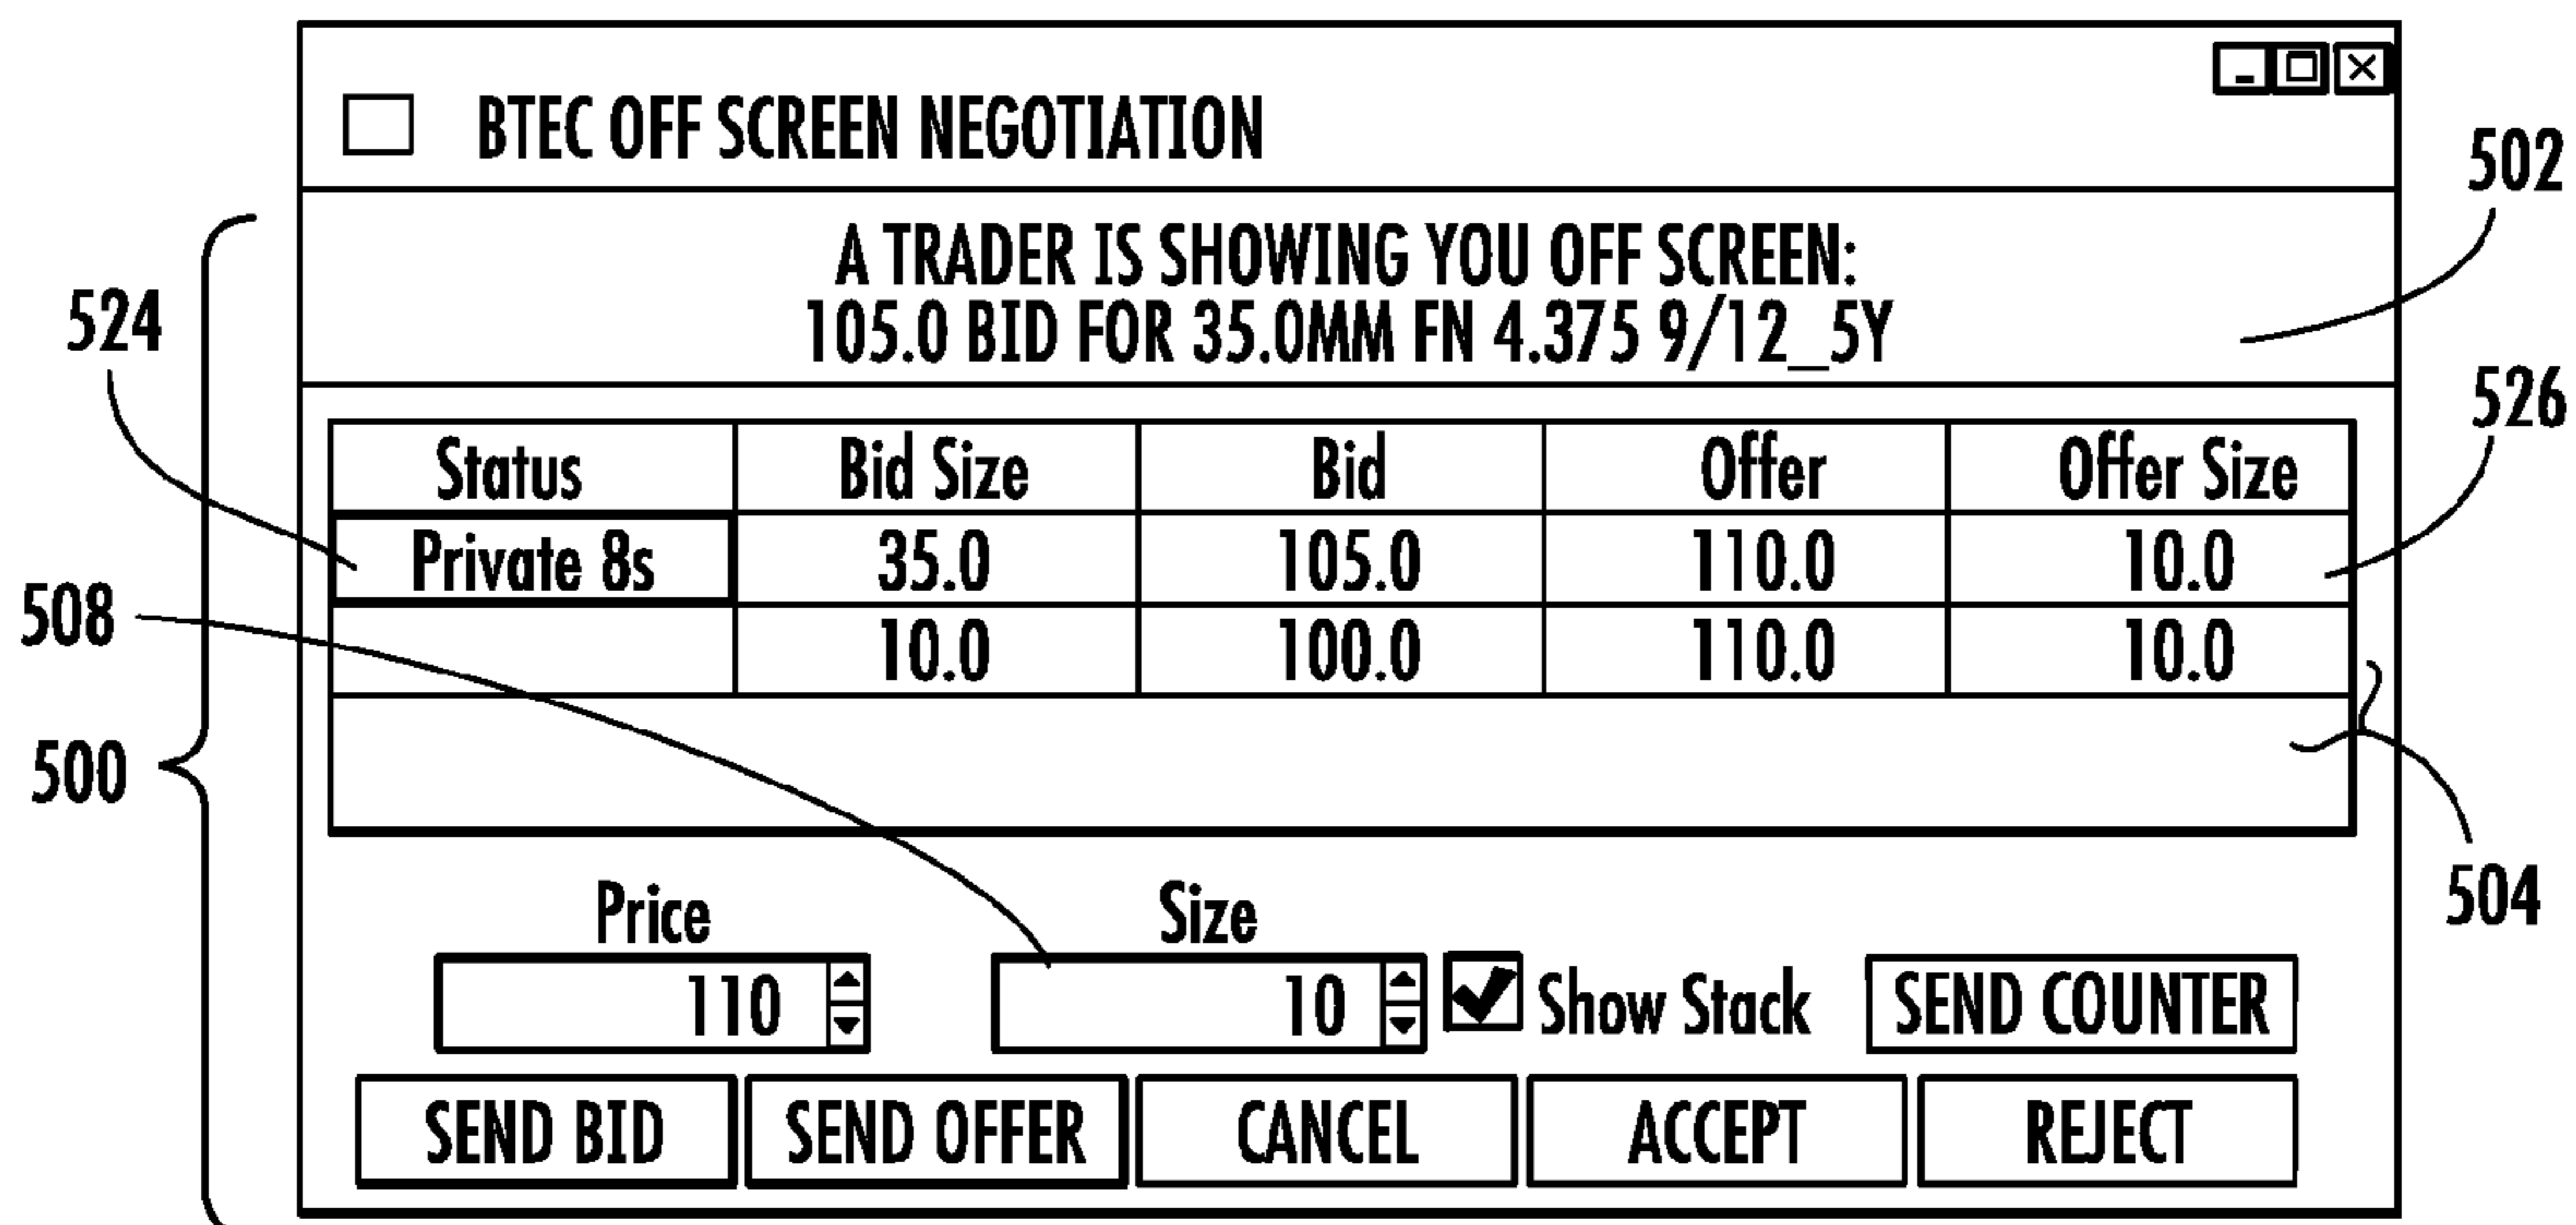 BTEC OFF SCREEN NEGOTIATION
502
A TRADER IS SHOWING YOU OFF SCREEN:
105.0 BID FOR 35.0MM FN 4.375 9/12_5Y
524
526
Status Bid Size Bid Offer Offer Size
Private 8s 35.0 105.0 110.0 10.0
508
10.0 100.0 110.0 10.0
500
504
Price Size
110 10 Show Stack SEND COUNTER
SEND BID SEND OFFER CANCEL ACCEPT REJECT